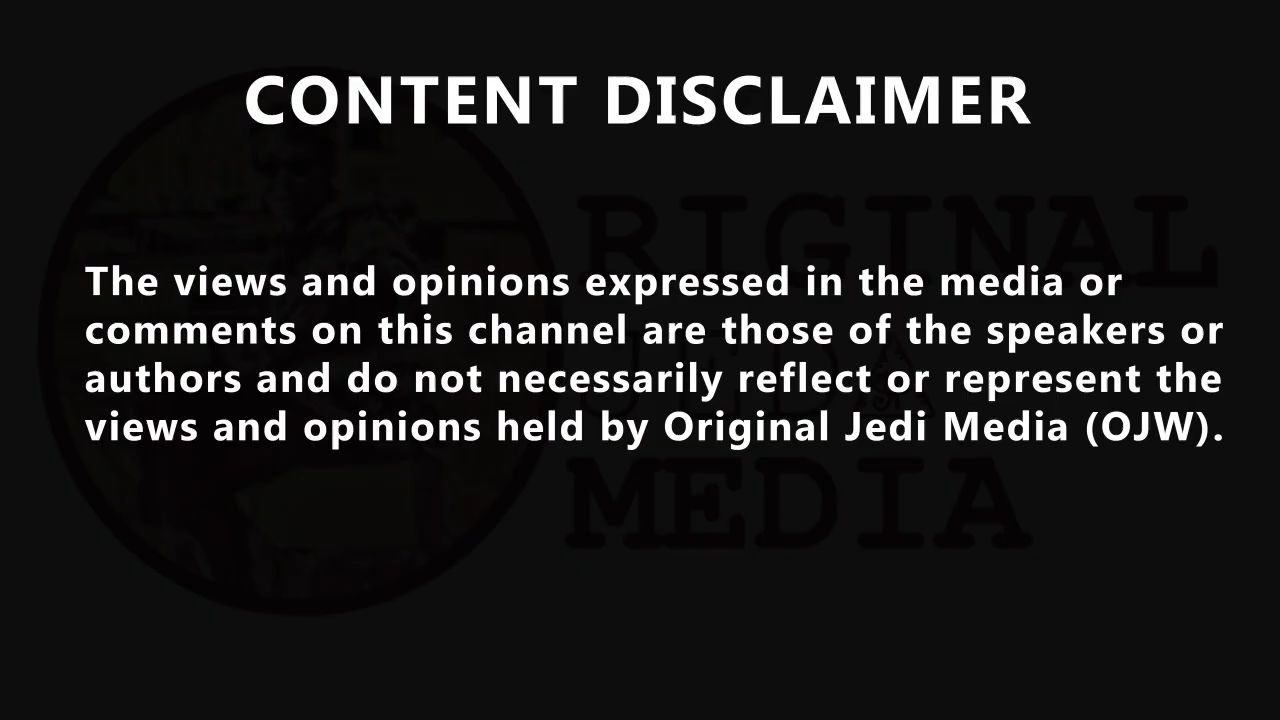 CONTENT DISCLAIMER
The views and opinions expressed in the media or
comments on this channel are those of the speakers or
authors and do not necessarily reflect or represent the
views and opinions held by Original Jedi Media (OJW).
RIGINAL
MEDIA